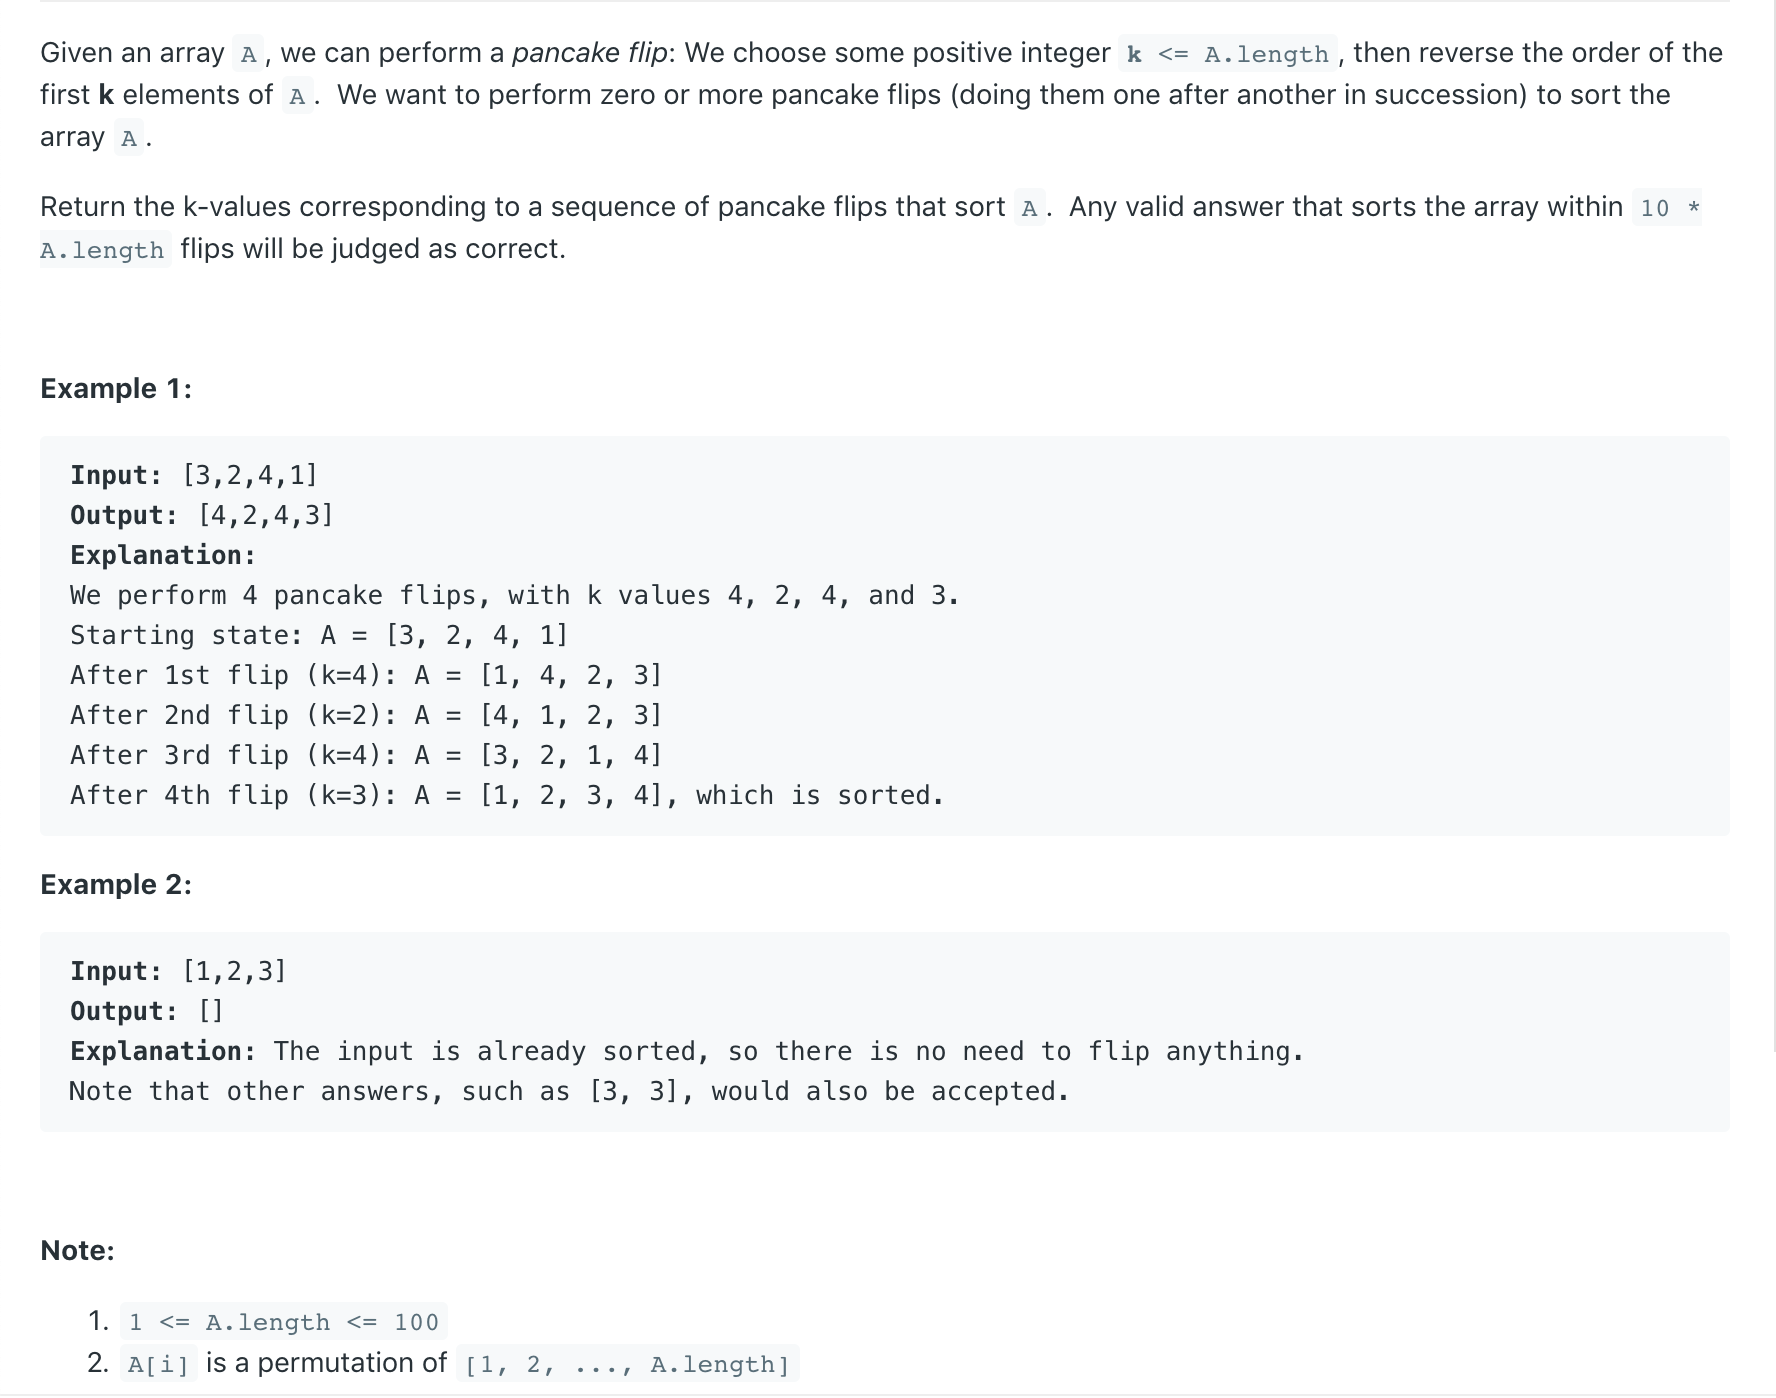 Given an array A, we can perform a pancake flip: We choose some positive integer k <= A.length, then reverse the order of the
first k elements of A. We want to perform zero or more pancake flips (doing them one after another in succession) to sort the
array A.
Return the k-values corresponding to a sequence of pancake flips that sort A. Any valid answer that sorts the array within 10 *
A.length flips will be judged as correct.
Example 1:
Input: [3,2,4,1]
Output: [4,2,4,3]
Explanation:
We perform 4 pancake flips, with k values 4, 2, 4, and 3.
Starting state: A = [3, 2, 4, 1]
After 1st flip (k=4): A = [1, 4, 2, 3]
After 2nd flip (k=2): A = [4, 1, 2, 3]
After 3rd flip (k=4): A = [3, 2, 1, 4]
After 4th flip (k=3): A = [1, 2, 3, 4], which is sorted.
Example 2:
Input: [1,2,3]
Output: []
Explanation: The input is already sorted, so there is no need to flip anything.
Note that other answers, such as [3, 3], would also be accepted.
Note:
1. 1 <= A.length <= 100
2. A[i] is a permutation of [1, 2, ..., A.length]